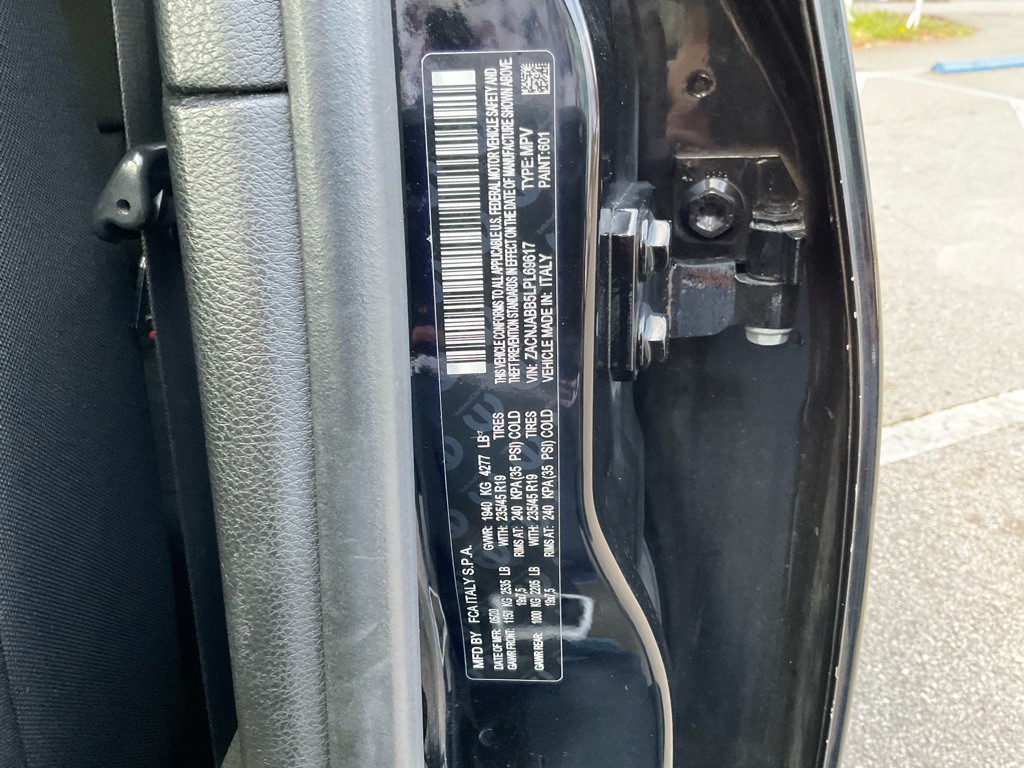 MFD BY FCA ITALY S.P.A.
DATE OF MFR: 05/20 GVWR: 1940 KG 4277 LB
GAWR FRONT: 1150 KG 2535 LB WITH: 235/45 R19 TIRES
19x7,5 RIMS AT: 240 KPA(35 PSI) COLD
GAWR REAR: 1000 KG 2205 LB WITH: 235/45 R19 TIRES
19x7,5 RIMS AT: 240 KPA(35 PSI) COLD
THIS VEHICLE CONFORMS TO ALL APPLICABLE U.S. FEDERAL MOTOR VEHICLE SAFETY AND
THEFT PREVENTION STANDARDS IN EFFECT ON THE DATE OF MANUFACTURE SHOWN ABOVE
VIN: ZACNJABB5LPL69617 TYPE: MPV
VEHICLE MADE IN: ITALY PAINT: 601